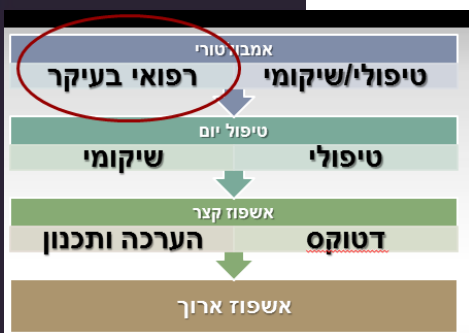 אמבולטורי
טיפולי/שיקומי רפואי בעיקר
טיפול יום
טיפולי שיקומי
אשפוז קצר
דטוקס הערכה ותכנון
אשפוז ארוך